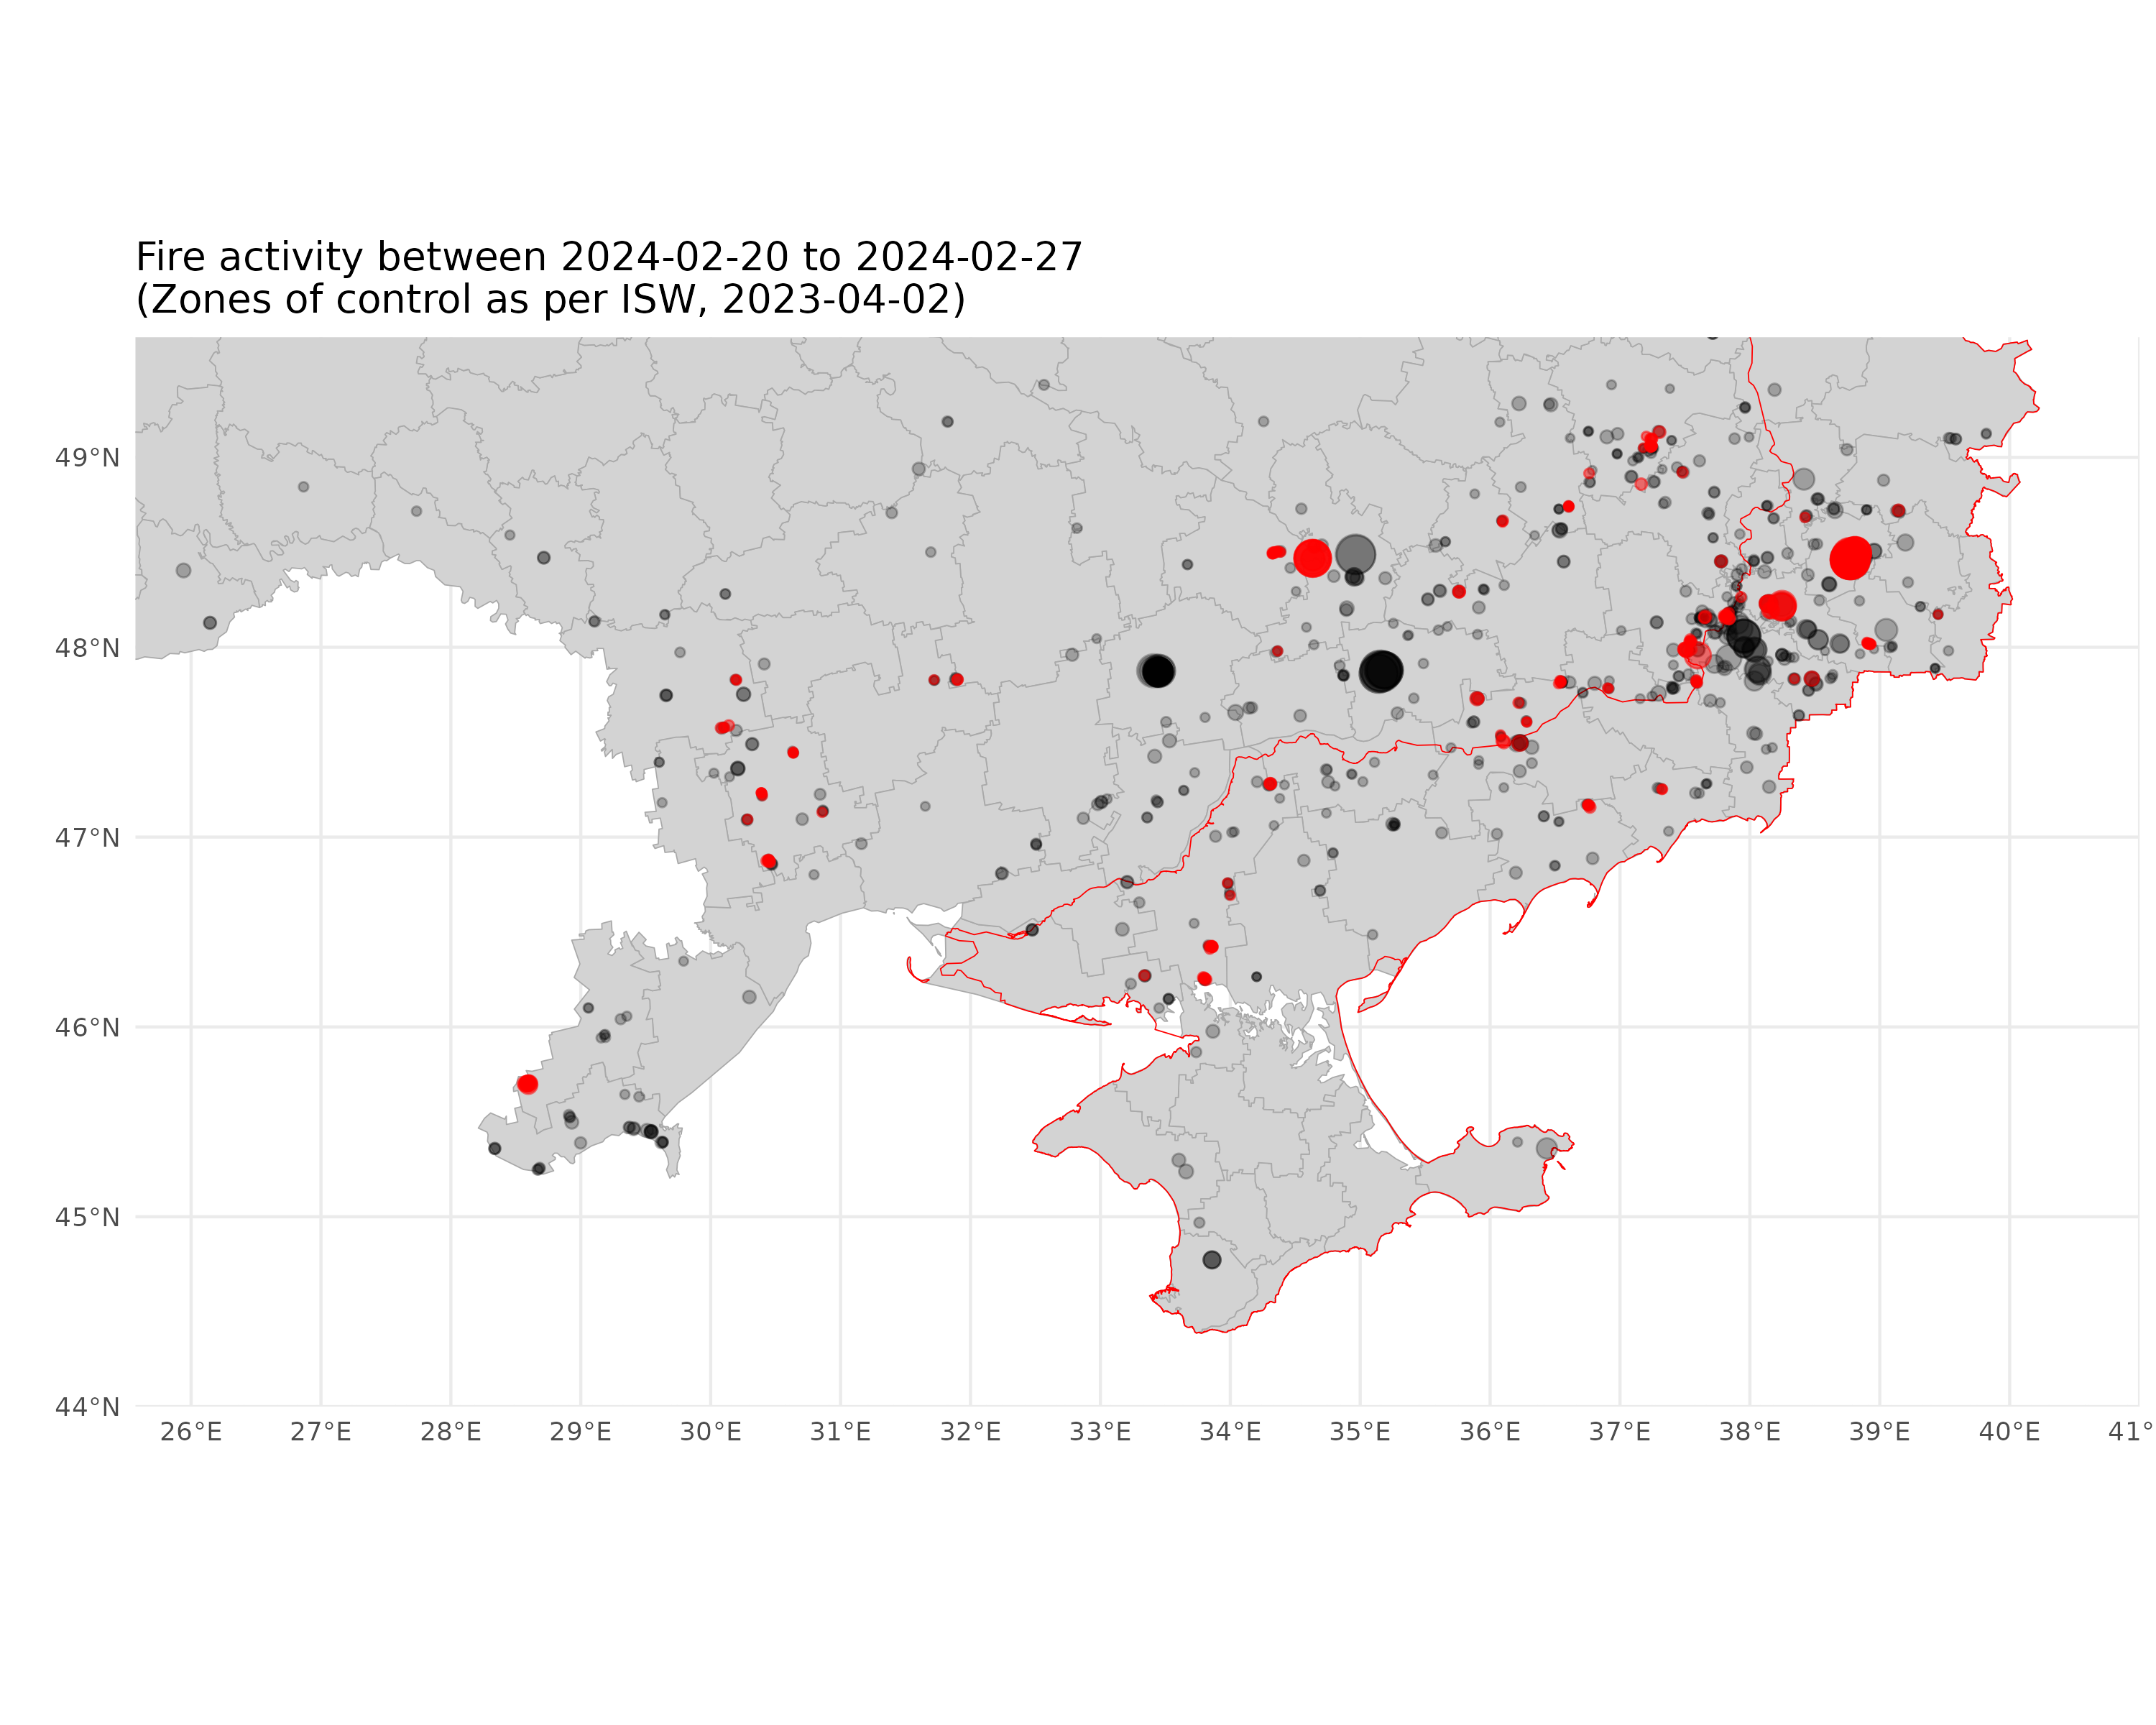 Fire activity between 2024-02-20 to 2024-02-27
(Zones of control as per ISW, 2023-04-02)
49°N
48°N
47°N
46°N
45°N
44°N
26°E 27°E 28°E 29°E 30°E 31°E 32°E 33°E 34°E 35°E 36°E 37°E 38°E 39°E 40°E 41°